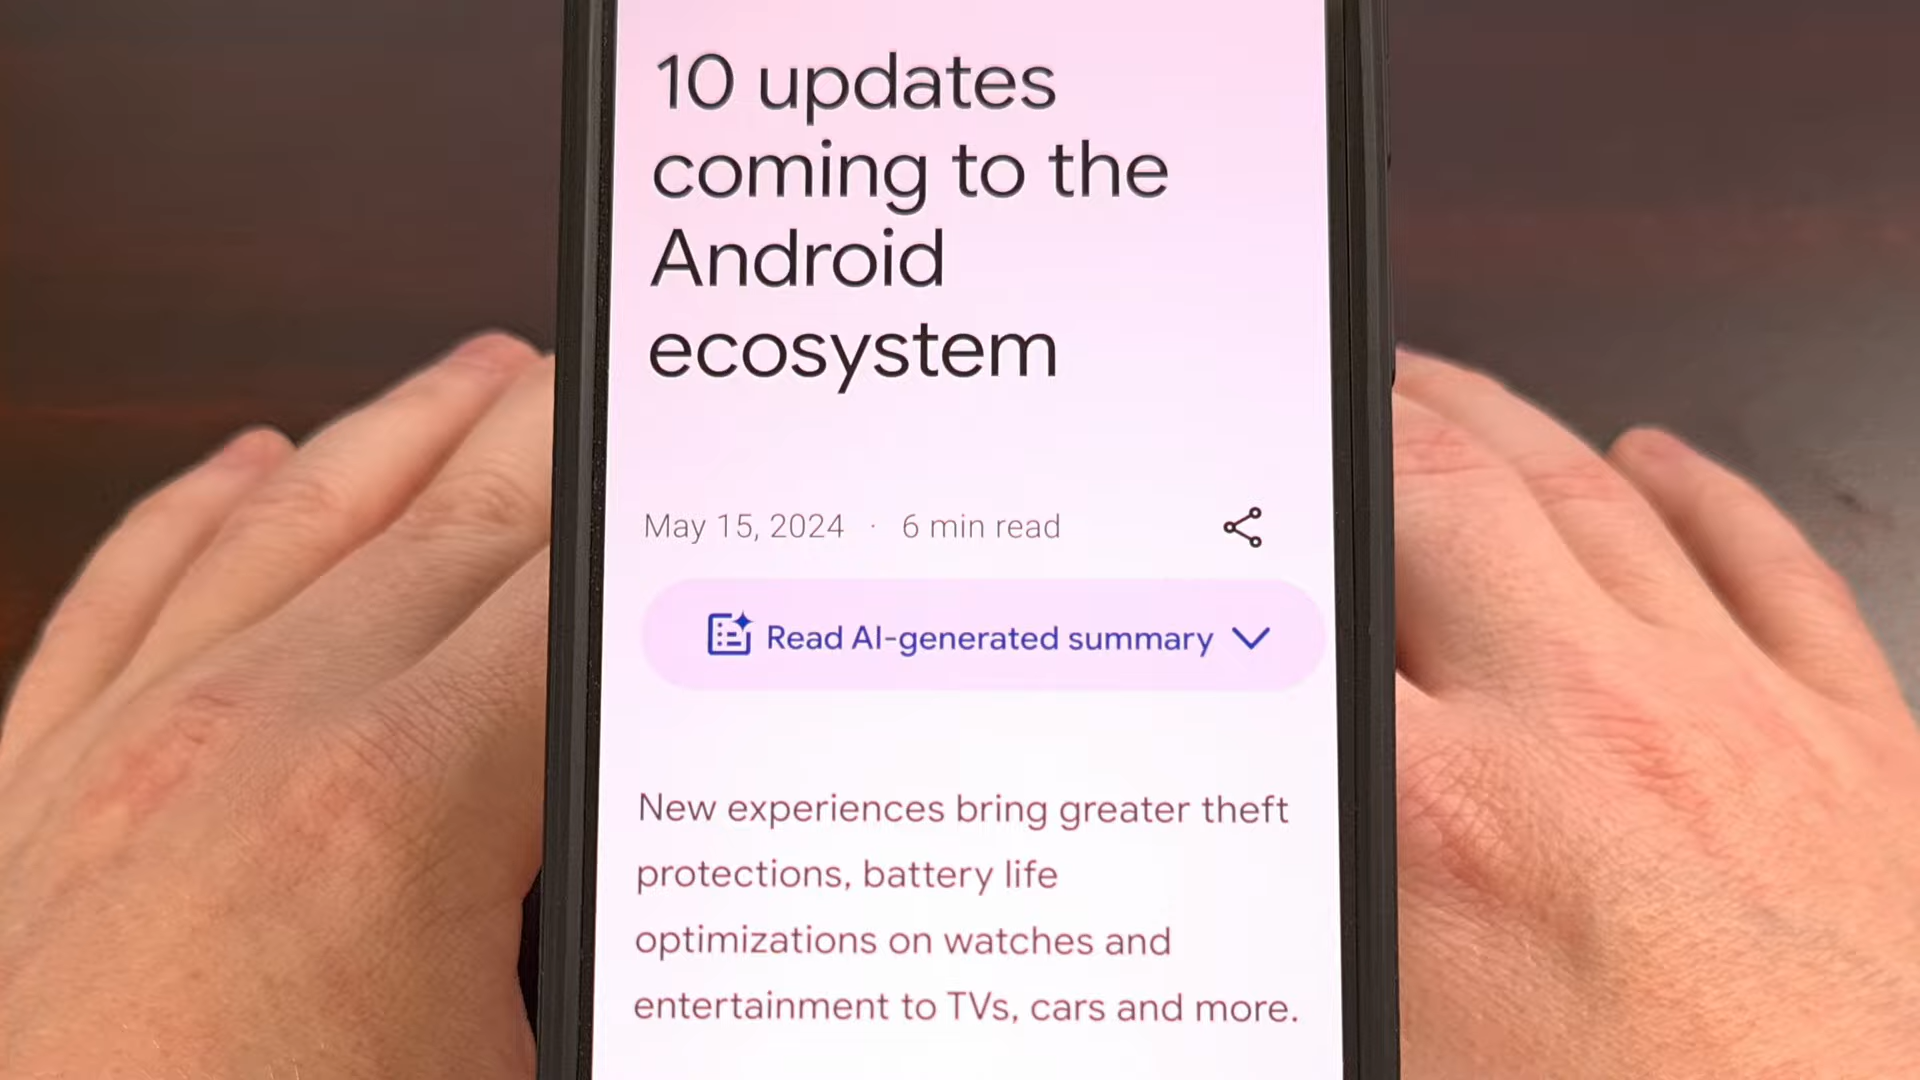 10 updates
coming to the
Android
ecosystem
May 15, 2024 · 6 min read
Read AI-generated summary
New experiences bring greater theft
protections, battery life
optimizations on watches and
entertainment to TVs, cars and more.